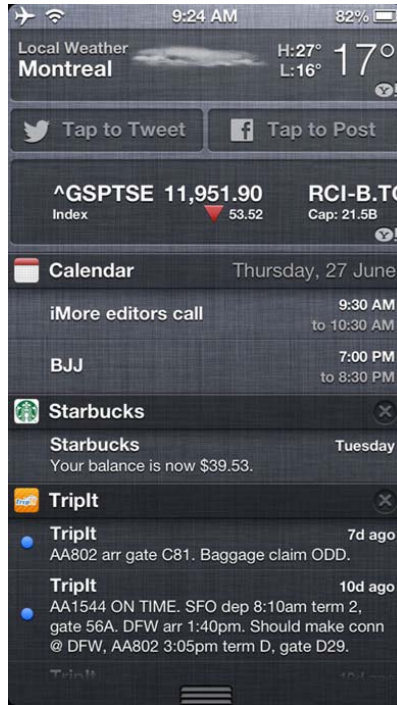 9:24 AM 82%
Local Weather
Montreal
H:27° L:16° 17°
Tap to Tweet Tap to Post
^GSPTSE 11,951.90 RCI-B.TO
Index 53.52 Cap: 21.5B
Calendar Thursday, 27 June
iMore editors call 9:30 AM
to 10:30 AM
BJJ 7:00 PM
to 8:30 PM
Starbucks
Starbucks Tuesday
Your balance is now $39.53.
TripIt
TripIt 7d ago
AA802 arr gate C81. Baggage claim ODD.
TripIt 10d ago
AA1544 ON TIME. SFO dep 8:10am term 2,
gate 56A. DFW arr 1:40pm. Should make conn
@ DFW, AA802 3:05pm term D, gate D29.
TripIt 10d ago